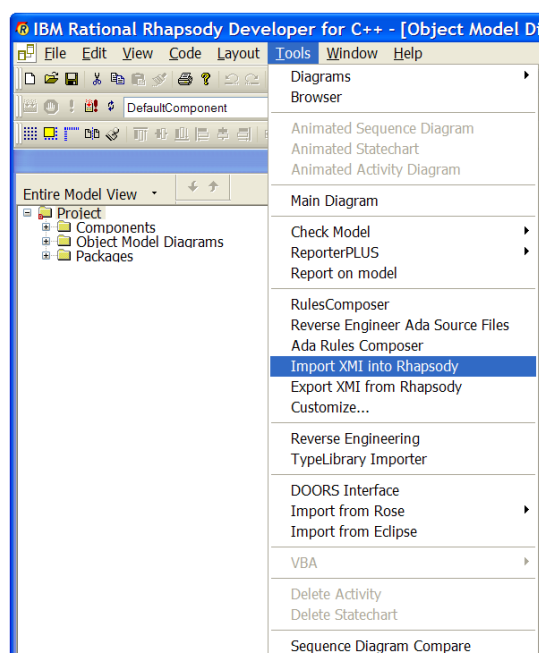 IBM Rational Rhapsody Developer for C++ - [Object Model Di
File Edit View Code Layout Tools Window Help
DefaultComponent
Entire Model View
Project
Components
Object Model Diagrams
Packages
Diagrams
Browser
Animated Sequence Diagram
Animated Statechart
Animated Activity Diagram
Main Diagram
Check Model
ReporterPLUS
Report on model
RulesComposer
Reverse Engineer Ada Source Files
Ada Rules Composer
Import XMI into Rhapsody
Export XMI from Rhapsody
Customize...
Reverse Engineering
TypeLibrary Importer
DOORS Interface
Import from Rose
Import from Eclipse
VBA
Delete Activity
Delete Statechart
Sequence Diagram Compare